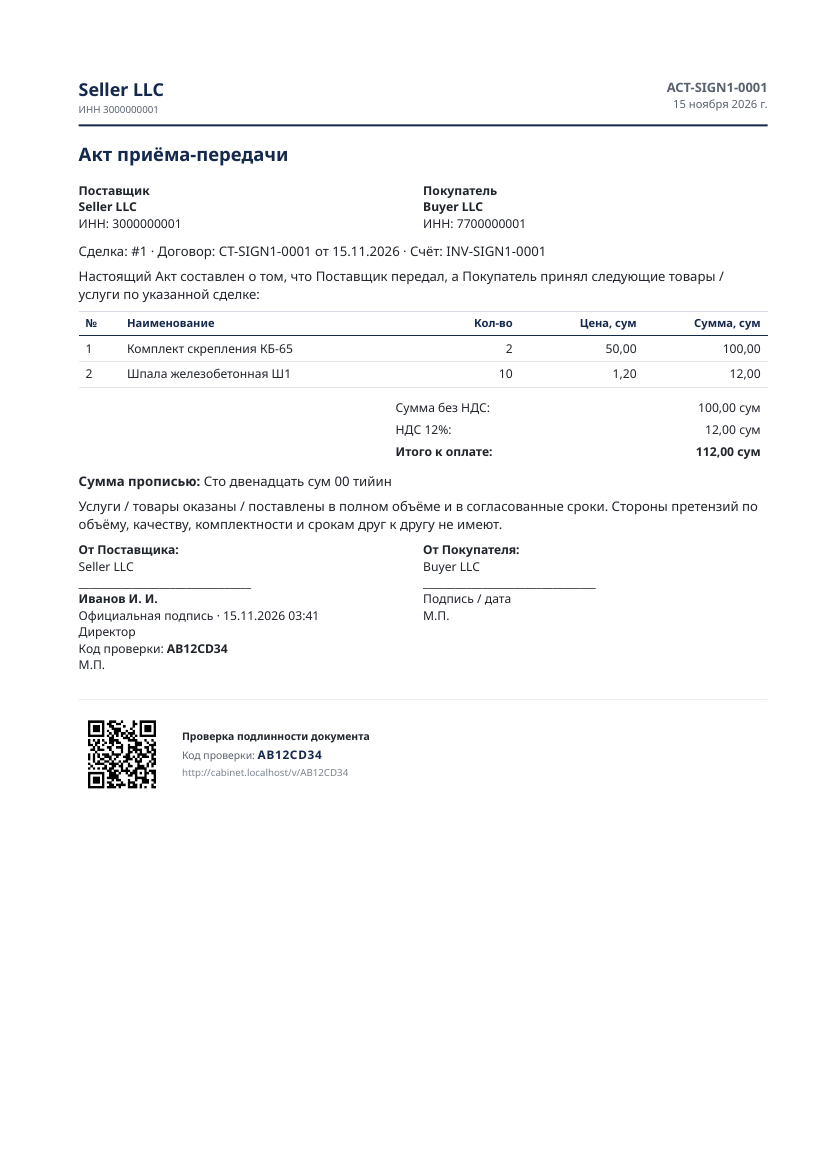 Seller LLC
ИНН 3000000001
ACT-SIGN1-0001
15 ноября 2026 г.
Акт приёма-передачи
Поставщик
Seller LLC
ИНН: 3000000001
Покупатель
Buyer LLC
ИНН: 7700000001
Сделка: #1 · Договор: CT-SIGN1-0001 от 15.11.2026 · Счёт: INV-SIGN1-0001
Настоящий Акт составлен о том, что Поставщик передал, а Покупатель принял следующие товары /
услуги по указанной сделке:
№ Наименование Кол-во Цена, сум Сумма, сум
1 Комплект скрепления КБ-65 2 50,00 100,00
2 Шпала железобетонная Ш1 10 1,20 12,00
Сумма без НДС: 100,00 сум
НДС 12%: 12,00 сум
Итого к оплате: 112,00 сум
Сумма прописью: Сто двенадцать сум 00 тийин
Услуги / товары оказаны / поставлены в полном объёме и в согласованные сроки. Стороны претензий по
объёму, качеству, комплектности и срокам друг к другу не имеют.
От Поставщика:
Seller LLC
______________________________
Иванов И. И.
Официальная подпись · 15.11.2026 03:41
Директор
Код проверки: AB12CD34
М.П.
От Покупателя:
Buyer LLC
______________________________
Подпись / дата
М.П.
Проверка подлинности документа
Код проверки: AB12CD34
http://cabinet.localhost/v/AB12CD34